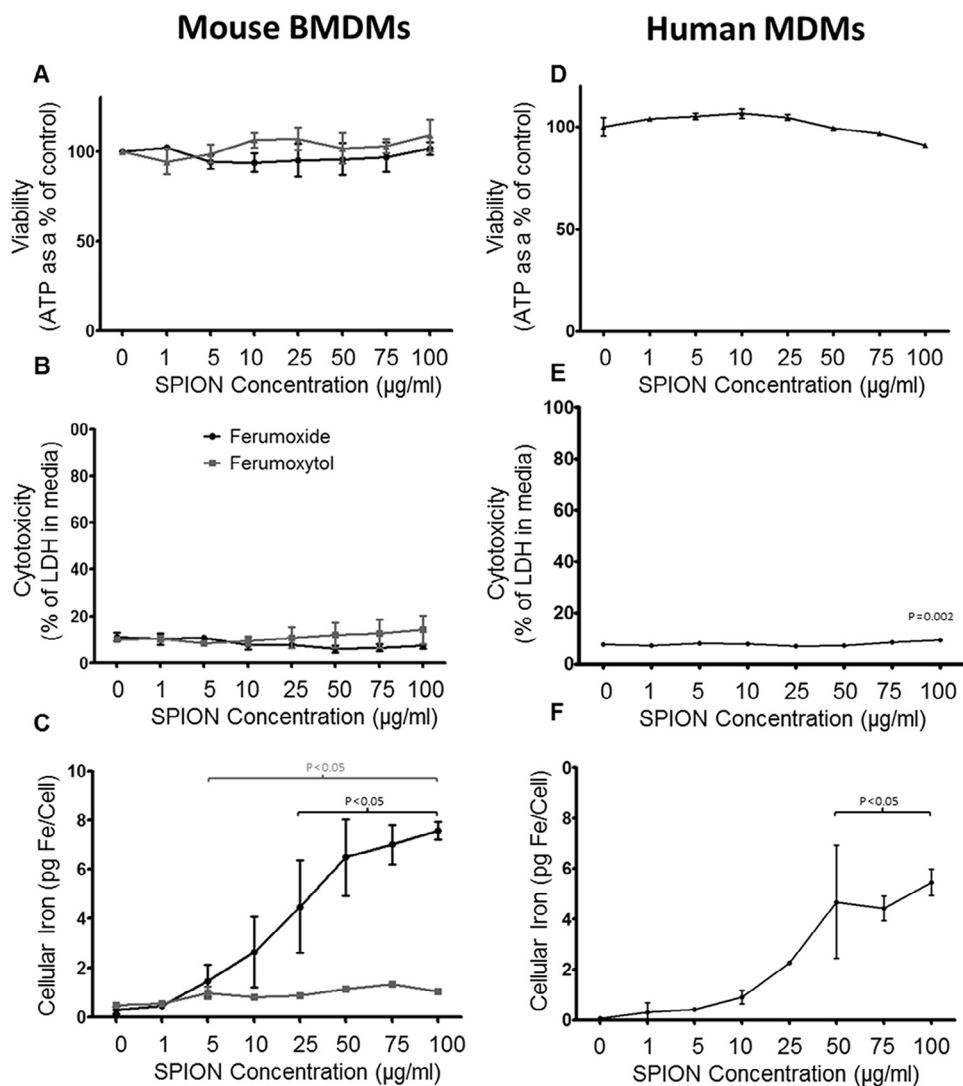 Mouse BMDMs
Human MDMs
A
Viability
(ATP as a % of control)
100
50
0
0 1 5 10 25 50 75 100
SPION Concentration (µg/ml)
B
Cytotoxicity
(% of LDH in media)
00
80
60
40
20
0
Ferumoxide
Ferumoxytol
0 1 5 10 25 50 75 100
SPION Concentration (µg/ml)
C
Cellular Iron (pg Fe/Cell)
10
8
6
4
2
0
P<0.05
P<0.05
0 1 5 10 25 50 75 100
SPION Concentration (µg/ml)
D
Viability
(ATP as a % of control)
100
50
0
0 1 5 10 25 50 75 100
SPION Concentration (µg/ml)
E
Cytotoxicity
(% of LDH in media)
100
80
60
40
20
0
P=0.002
0 1 5 10 25 50 75 100
SPION Concentration (µg/ml)
F
Cellular Iron (pg Fe/Cell)
0
8
6
4
2
0
P<0.05
0 1 5 10 25 50 75 100
SPION Concentration (µg/ml)